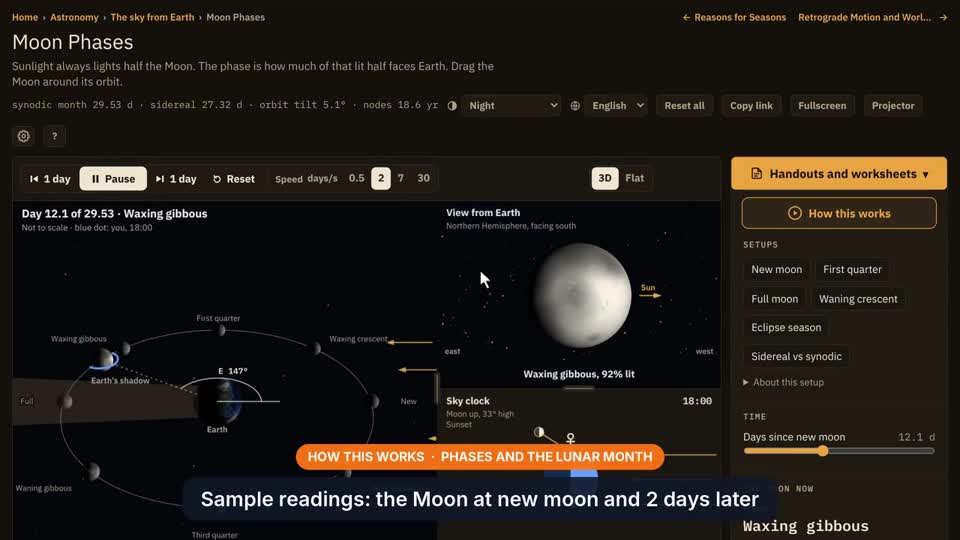 Home › Astronomy › The sky from Earth › Moon Phases
← Reasons for Seasons Retrograde Motion and Worl... →
Moon Phases
Sunlight always lights half the Moon. The phase is how much of that lit half faces Earth. Drag the
Moon around its orbit.
synodic month 29.53 d · sidereal 27.32 d · orbit tilt 5.1° · nodes 18.6 yr
Night
English
Reset all
Copy link
Fullscreen
Projector
?
1 day
Pause
1 day
Reset
Speed days/s 0.5 2 7 30
3D Flat
Handouts and worksheets
Day 12.1 of 29.53 · Waxing gibbous
Not to scale · blue dot: you, 18:00
First quarter
Waxing gibbous
Waxing crescent
E 147°
Earth's shadow
Full
New
Earth
Waning gibbous
Third quarter
View from Earth
Northern Hemisphere, facing south
Sun
east
west
Waxing gibbous, 92% lit
Sky clock
18:00
Moon up, 33° high
Sunset
How this works
SETUPS
New moon
First quarter
Full moon
Waning crescent
Eclipse season
Sidereal vs synodic
About this setup
TIME
Days since new moon 12.1 d
ON NOW
Waxing gibbous
HOW THIS WORKS · PHASES AND THE LUNAR MONTH
Sample readings: the Moon at new moon and 2 days later